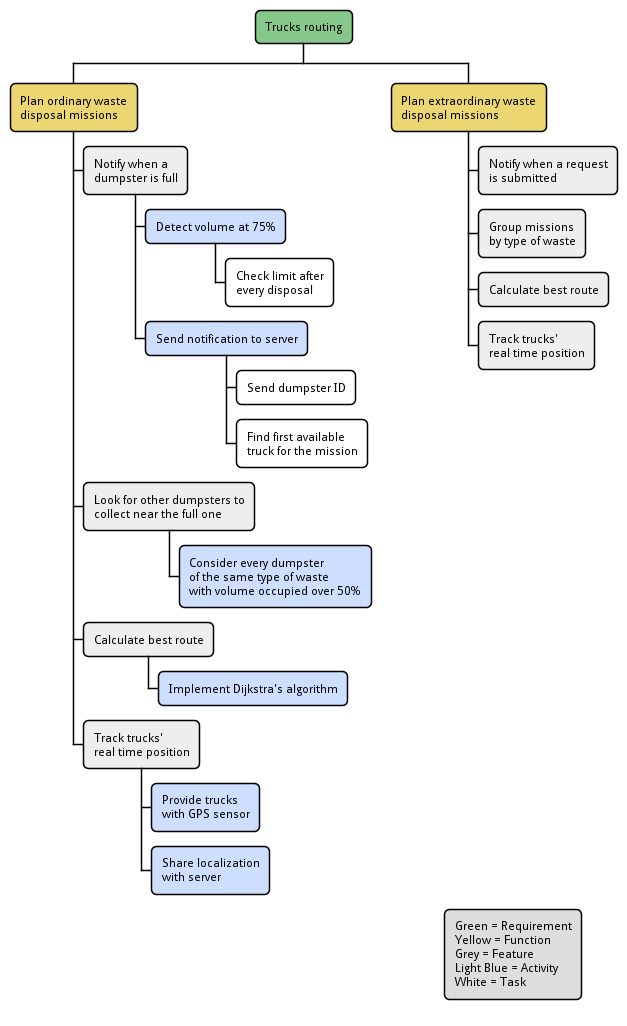 Trucks routing
Plan ordinary waste
disposal missions
Notify when a
dumpster is full
Detect volume at 75%
Check limit after
every disposal
Send notification to server
Send dumpster ID
Find first available
truck for the mission
Look for other dumpsters to
collect near the full one
Consider every dumpster
of the same type of waste
with volume occupied over 50%
Calculate best route
Implement Dijkstra's algorithm
Track trucks'
real time position
Provide trucks
with GPS sensor
Share localization
with server
Plan extraordinary waste
disposal missions
Notify when a request
is submitted
Group missions
by type of waste
Calculate best route
Track trucks'
real time position
Green = Requirement
Yellow = Function
Grey = Feature
Light Blue = Activity
White = Task